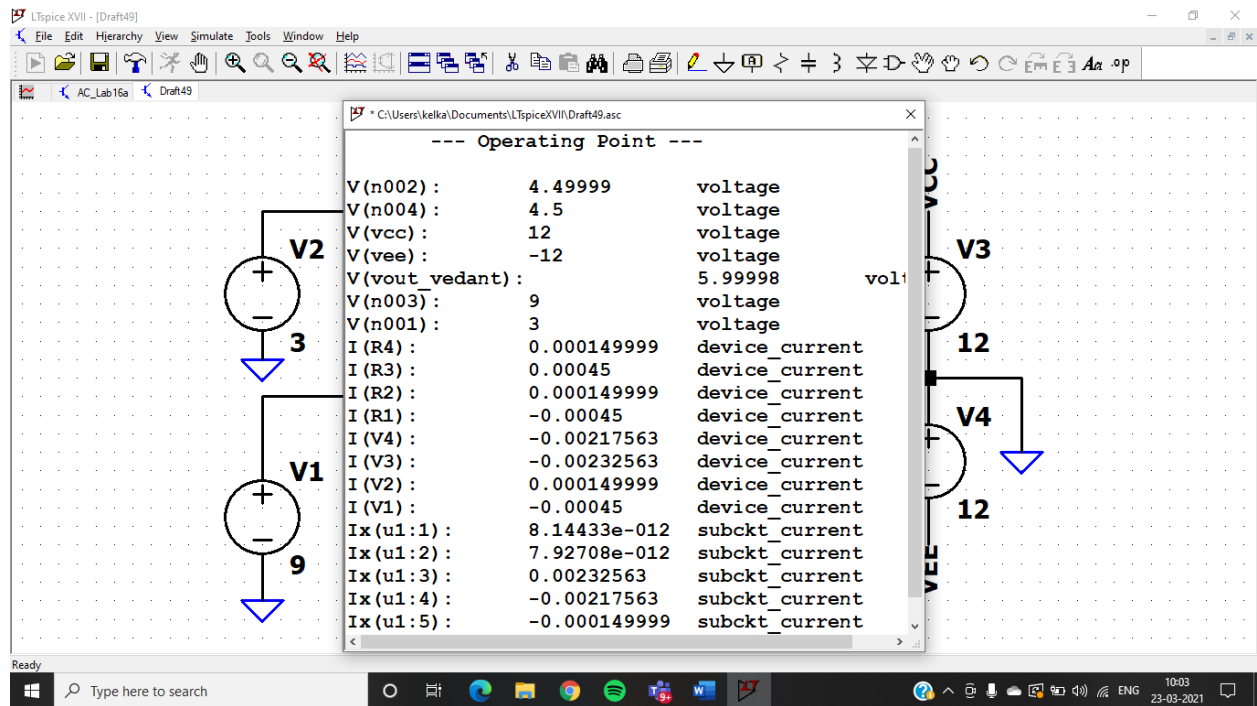 LTspice XVII - [Draft49]
File Edit Hierarchy View Simulate Tools Window Help
Aa .op
AC_Lab16a Draft49
* C:\Users\kelka\Documents\LTspiceXVII\Draft49.asc
--- Operating Point ---
V(n002): 4.49999 voltage
V(n004): 4.5 voltage
V(vcc): 12 voltage
V(vee): -12 voltage
V(vout_vedant): 5.99998 volt
V(n003): 9 voltage
V(n001): 3 voltage
I(R4): 0.000149999 device_current
I(R3): 0.00045 device_current
I(R2): 0.000149999 device_current
I(R1): -0.00045 device_current
I(V4): -0.00217563 device_current
I(V3): -0.00232563 device_current
I(V2): 0.000149999 device_current
I(V1): -0.00045 device_current
Ix(u1:1): 8.14433e-012 subckt_current
Ix(u1:2): 7.92708e-012 subckt_current
Ix(u1:3): 0.00232563 subckt_current
Ix(u1:4): -0.00217563 subckt_current
Ix(u1:5): -0.000149999 subckt_current
V2
3
V1
9
VCC
V3
12
V4
12
VEE
Ready
Type here to search
9+
ENG
10:03
23-03-2021